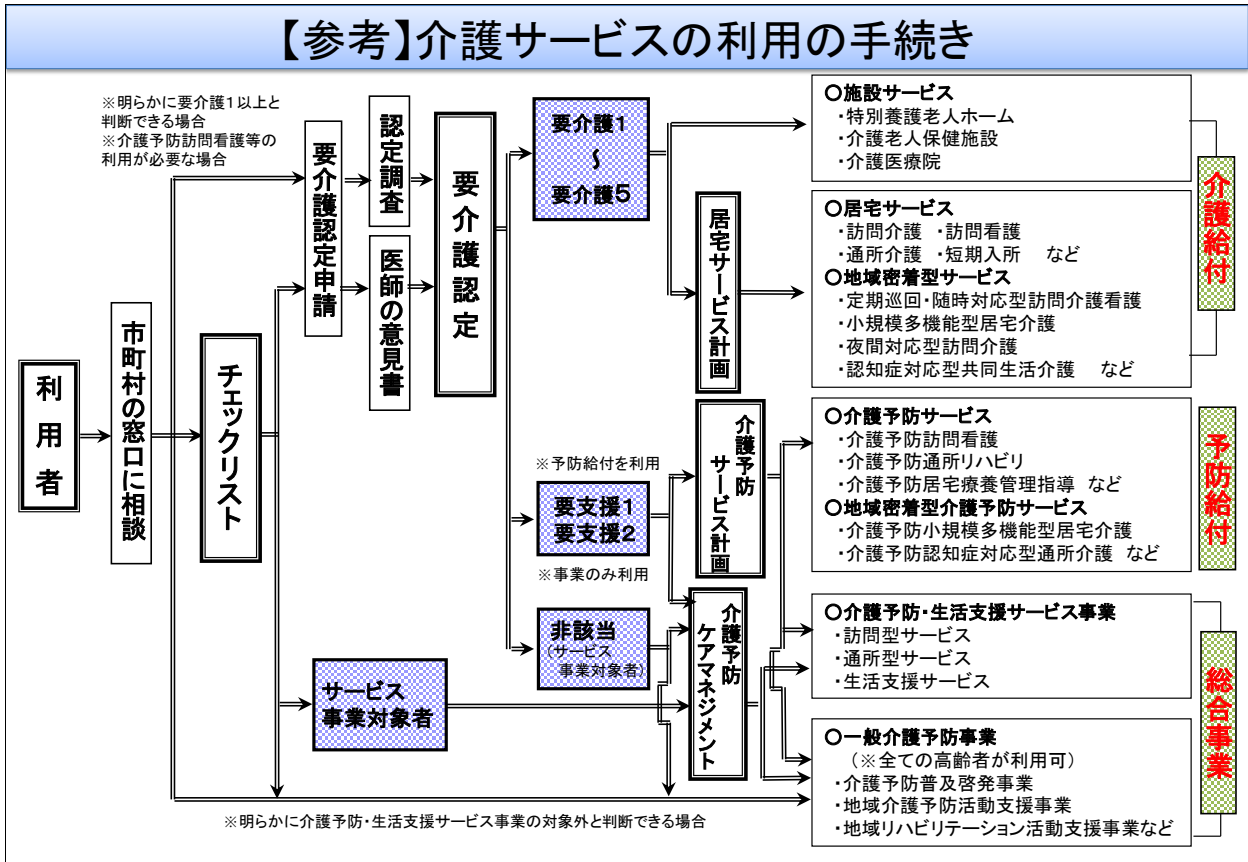 【参考】介護サービスの利用の手続き
※明らかに要介護1以上と
判断できる場合
※介護予防訪問看護等の
利用が必要な場合
利用者
市町村の窓口に相談
チェックリスト
要介護認定申請
認定調査
医師の意見書
要介護認定
要介護1
〜
要介護5
※予防給付を利用
要支援1
要支援2
※事業のみ利用
非該当
(サービス
事業対象者)
サービス
事業対象者
居宅サービス計画
介護予防
サービス計画
介護予防
ケアマネジメント
○施設サービス
・特別養護老人ホーム
・介護老人保健施設
・介護医療院
○居宅サービス
・訪問介護 ・訪問看護
・通所介護 ・短期入所 など
○地域密着型サービス
・定期巡回・随時対応型訪問介護看護
・小規模多機能型居宅介護
・夜間対応型訪問介護
・認知症対応型共同生活介護 など
介護給付
○介護予防サービス
・介護予防訪問看護
・介護予防通所リハビリ
・介護予防居宅療養管理指導 など
○地域密着型介護予防サービス
・介護予防小規模多機能型居宅介護
・介護予防認知症対応型通所介護 など
予防給付
○介護予防・生活支援サービス事業
・訪問型サービス
・通所型サービス
・生活支援サービス
○一般介護予防事業
（※全ての高齢者が利用可）
・介護予防普及啓発事業
・地域介護予防活動支援事業
・地域リハビリテーション活動支援事業など
総合事業
※明らかに介護予防・生活支援サービス事業の対象外と判断できる場合